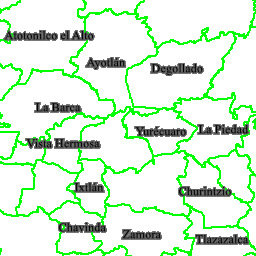 Atotonilco el Alto
Ayotlán
Degollado
La Barca
Yurécuaro
La Piedad
Vista Hermosa
Ixtlán
Churintzio
Chavinda
Zamora
Tlazazalca